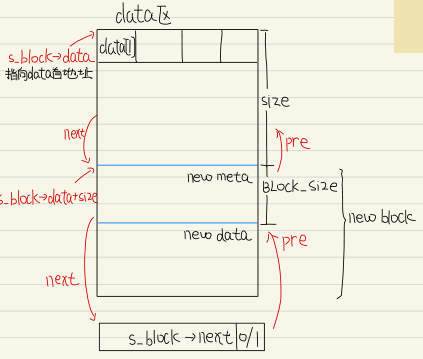 data区
s_block→data
指向data首地址
data[1]
size
next
pre
new meta
s_block→data+size
BLock_size
new block
new data
pre
next
s_block→next 0/1